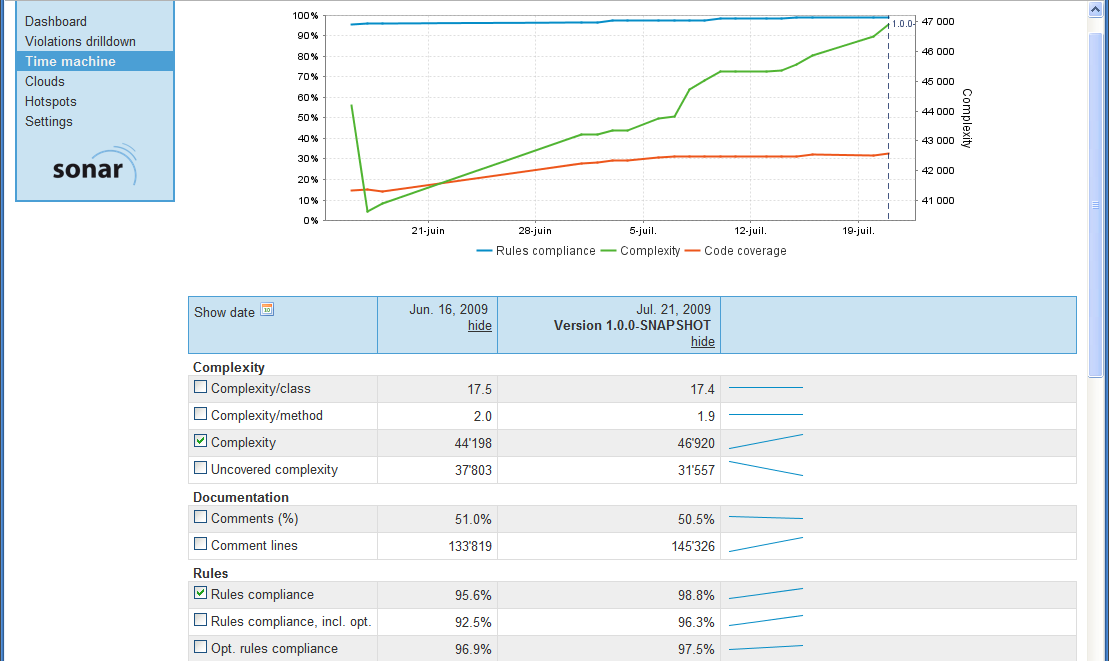 Dashboard
Violations drilldown
Time machine
Clouds
Hotspots
Settings
sonar
100%
90%
80%
70%
60%
50%
40%
30%
20%
10%
0%
1.0.0-
47 000
46 000
45 000
44 000
43 000
42 000
41 000
Complexity
21-juin
28-juin
5-juil.
12-juil.
19-juil.
Rules compliance Complexity Code coverage
Show date Jun. 16, 2009 Jul. 21, 2009
hide Version 1.0.0-SNAPSHOT
hide
Complexity
Complexity/class 17.5 17.4
Complexity/method 2.0 1.9
Complexity 44'198 46'920
Uncovered complexity 37'803 31'557
Documentation
Comments (%) 51.0% 50.5%
Comment lines 133'819 145'326
Rules
Rules compliance 95.6% 98.8%
Rules compliance, incl. opt. 92.5% 96.3%
Opt. rules compliance 96.9% 97.5%